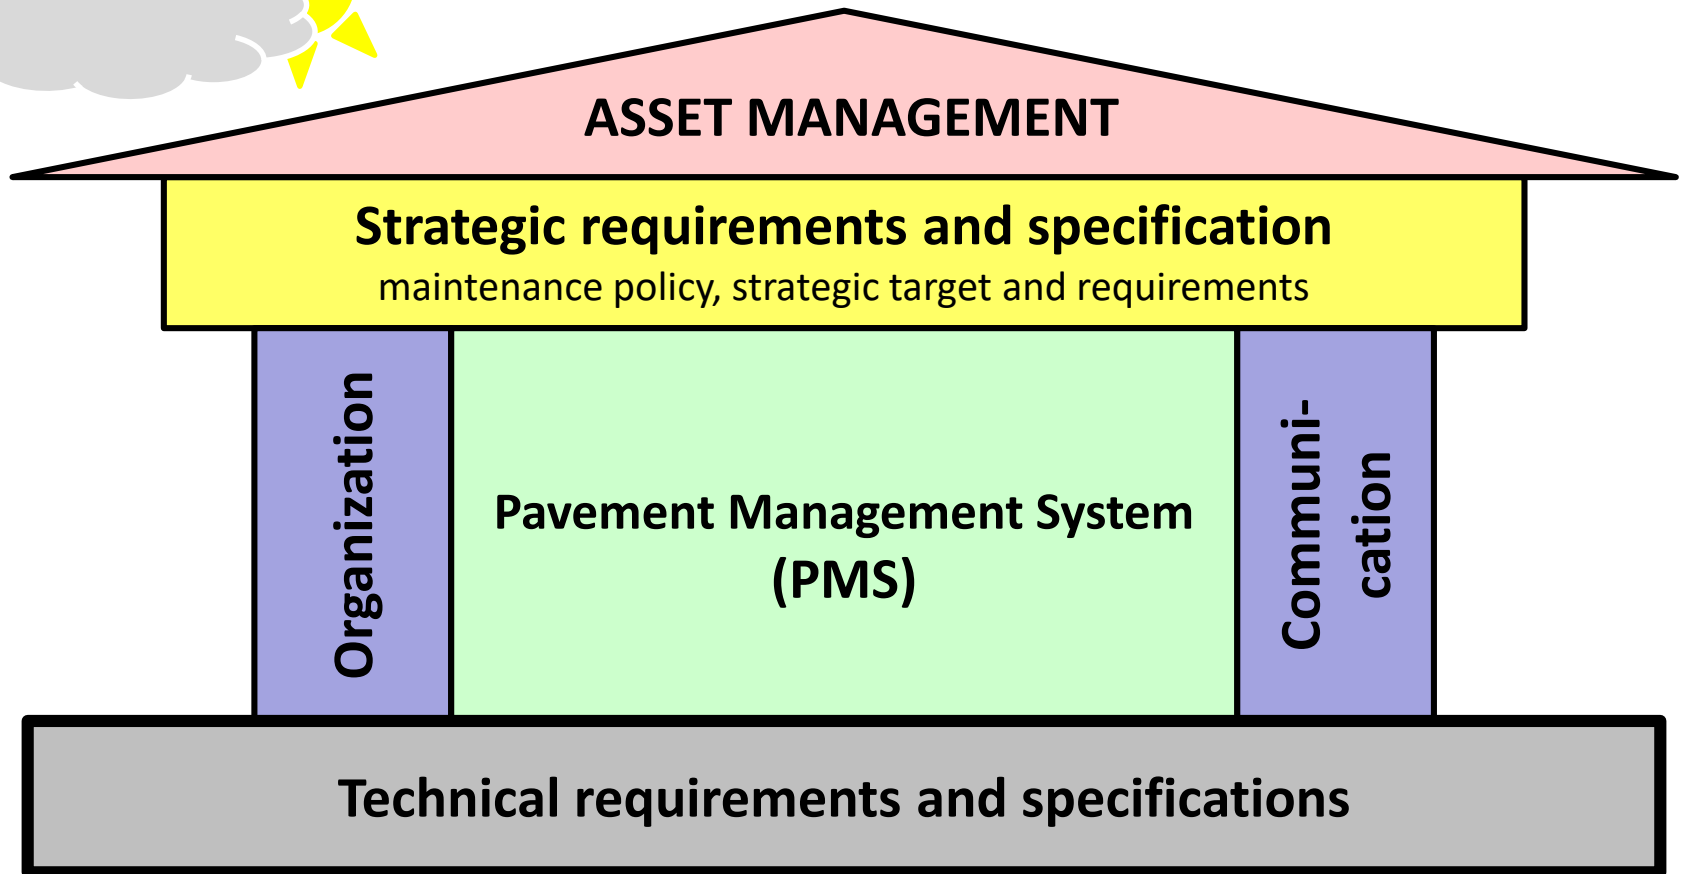 ASSET MANAGEMENT
Strategic requirements and specification
maintenance policy, strategic target and requirements
Organization
Pavement Management System
(PMS)
Communi-
cation
Technical requirements and specifications